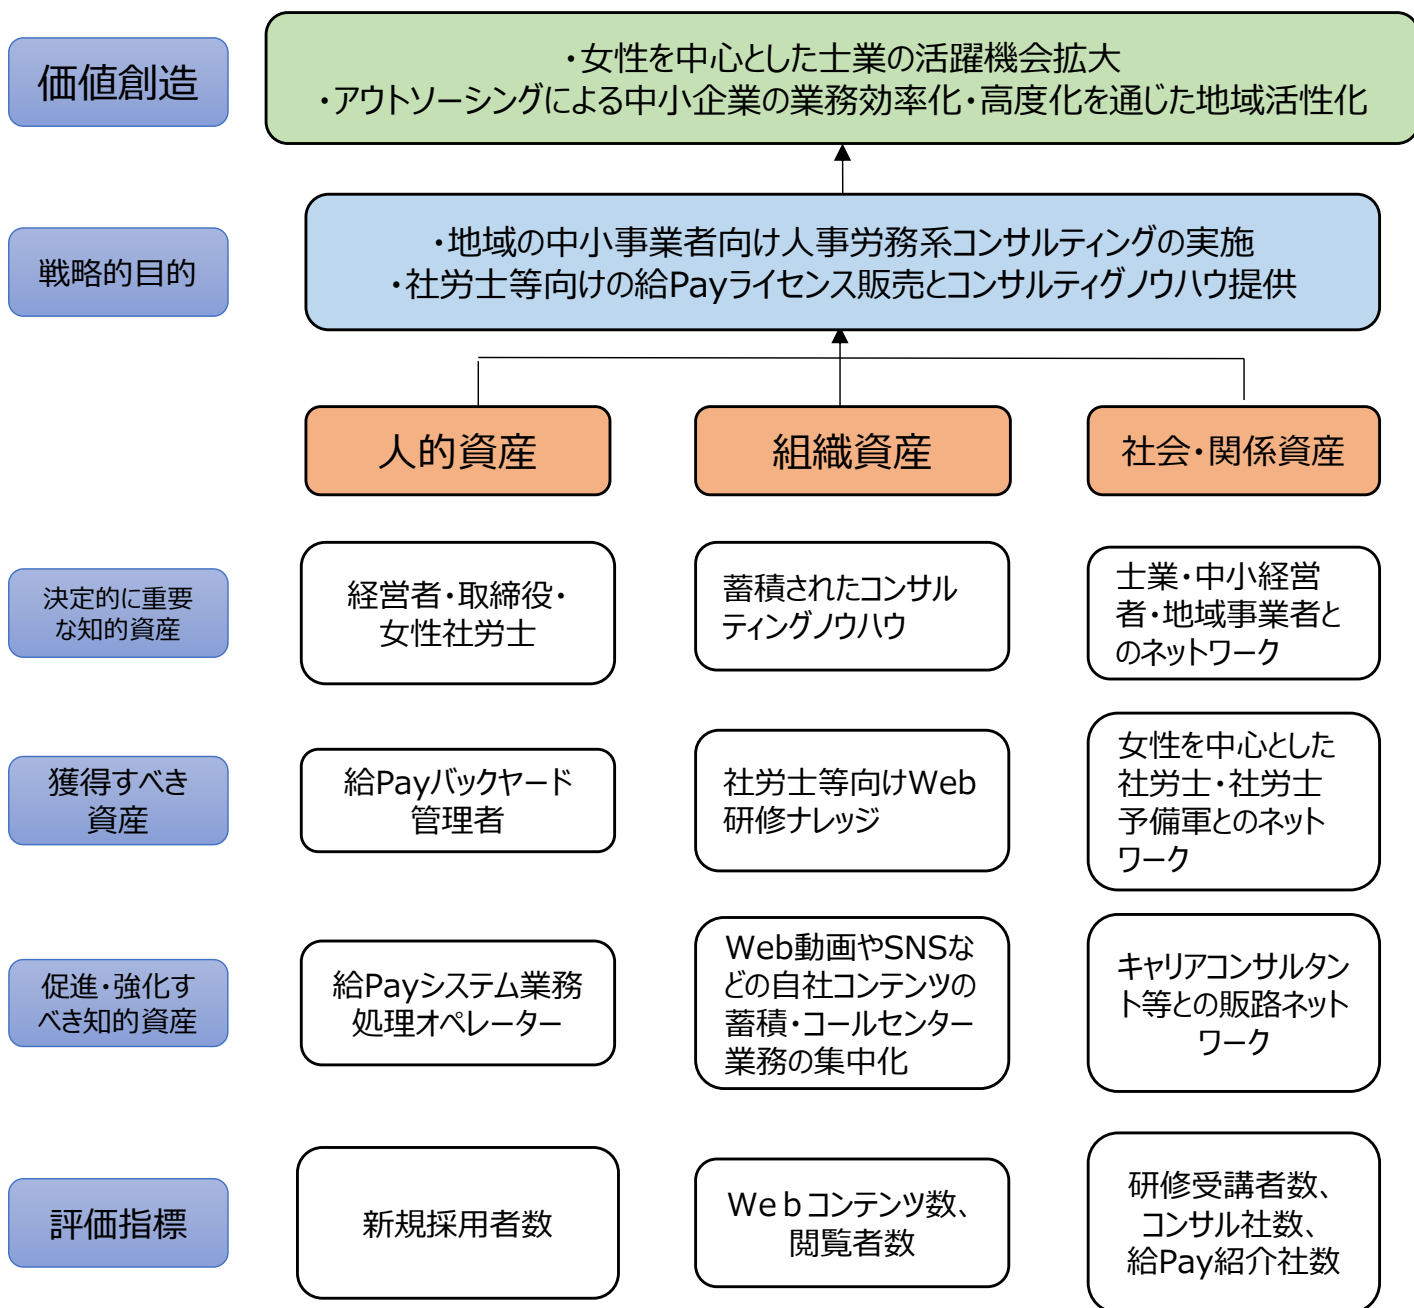 価値創造
・女性を中心とした士業の活躍機会拡大
・アウトソーシングによる中小企業の業務効率化・高度化を通じた地域活性化
戦略的目的
・地域の中小事業者向け人事労務系コンサルティングの実施
・社労士等向けの給Payライセンス販売とコンサルティグノウハウ提供
人的資産
組織資産
社会・関係資産
決定的に重要
な知的資産
経営者・取締役・
女性社労士
蓄積されたコンサル
ティングノウハウ
士業・中小経営
者・地域事業者と
のネットワーク
獲得すべき
資産
給Payバックヤード
管理者
社労士等向けWeb
研修ナレッジ
女性を中心とした
社労士・社労士
予備軍とのネット
ワーク
促進・強化す
べき知的資産
給Payシステム業務
処理オペレーター
Web動画やSNSな
どの自社コンテンツの
蓄積・コールセンター
業務の集中化
キャリアコンサルタン
ト等との販路ネット
ワーク
評価指標
新規採用者数
Ｗｅｂコンテンツ数、
閲覧者数
研修受講者数、
コンサル社数、
給Pay紹介社数